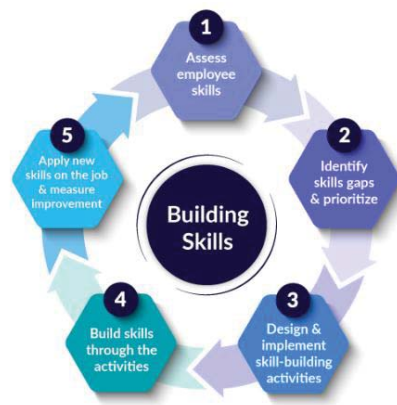 1
Assess
employee
skills
2
Identify
skills gaps
& prioritize
3
Design &
implement
skill-building
activities
4
Build skills
through the
activities
5
Apply new
skills on the job
& measure
improvement
Building
Skills